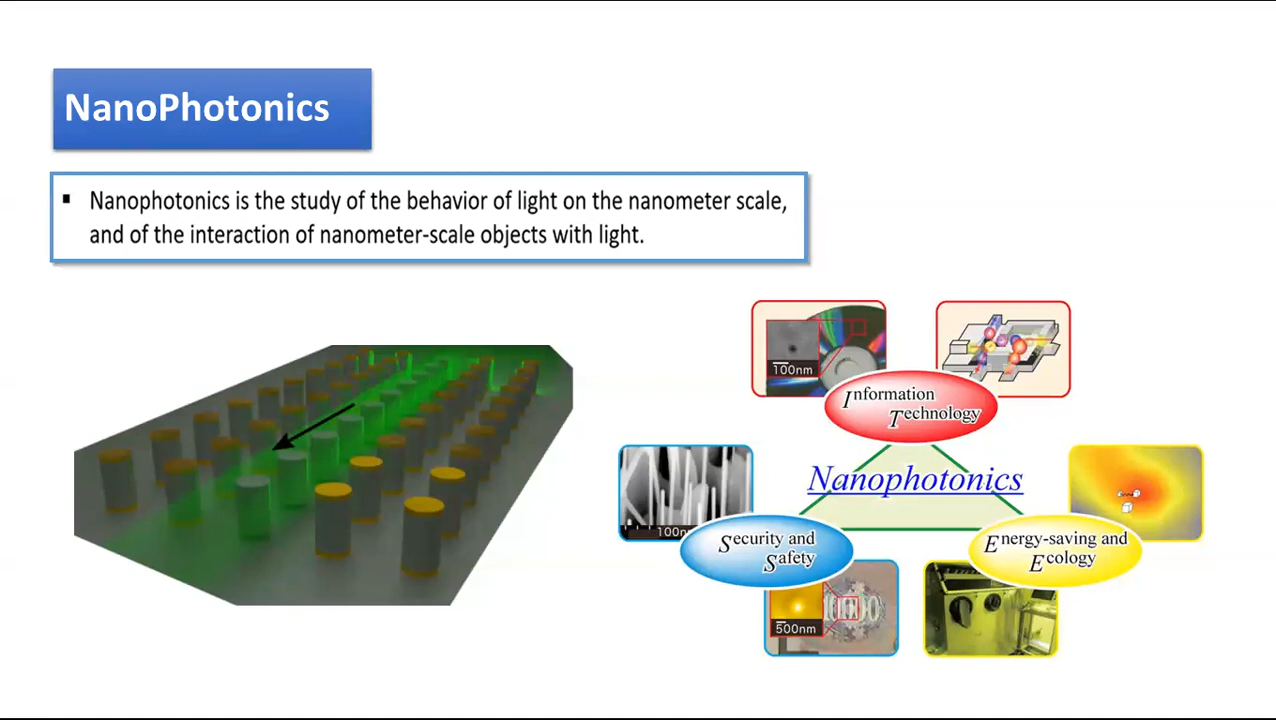 NanoPhotonics
▪ Nanophotonics is the study of the behavior of light on the nanometer scale,
and of the interaction of nanometer-scale objects with light.
100nm
Information
Technology
Nanophotonics
100n
Security and
Safety
Energy-saving and
Ecology
500nm